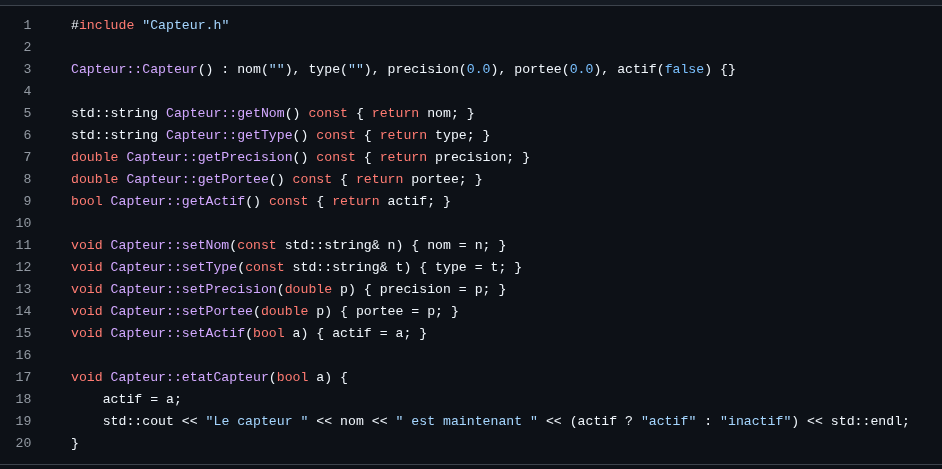 1 #include "Capteur.h"
2
3 Capteur::Capteur() : nom(""), type(""), precision(0.0), portee(0.0), actif(false) {}
4
5 std::string Capteur::getNom() const { return nom; }
6 std::string Capteur::getType() const { return type; }
7 double Capteur::getPrecision() const { return precision; }
8 double Capteur::getPortee() const { return portee; }
9 bool Capteur::getActif() const { return actif; }
10
11 void Capteur::setNom(const std::string& n) { nom = n; }
12 void Capteur::setType(const std::string& t) { type = t; }
13 void Capteur::setPrecision(double p) { precision = p; }
14 void Capteur::setPortee(double p) { portee = p; }
15 void Capteur::setActif(bool a) { actif = a; }
16
17 void Capteur::etatCapteur(bool a) {
18     actif = a;
19     std::cout << "Le capteur " << nom << " est maintenant " << (actif ? "actif" : "inactif") << std::endl;
20 }